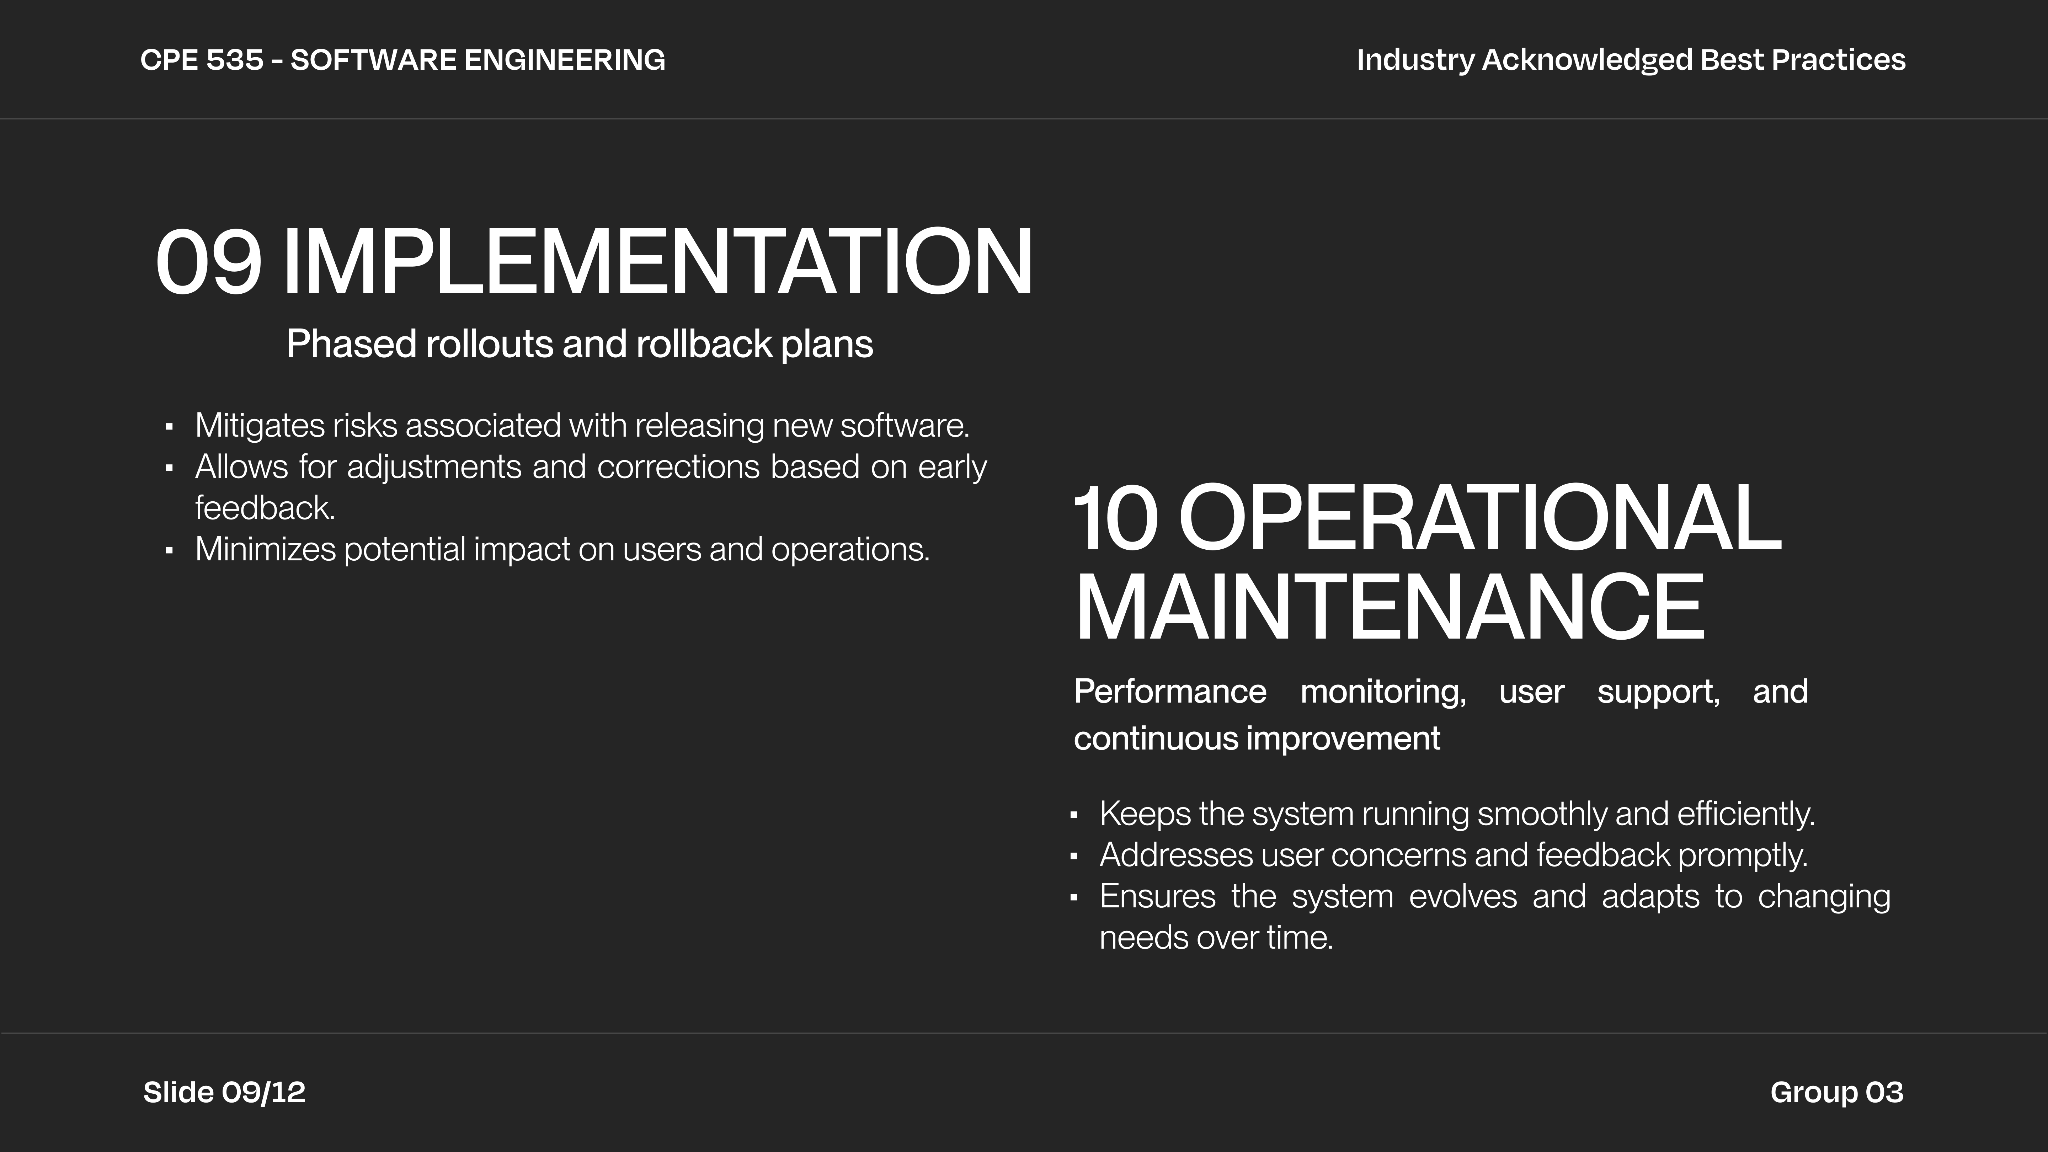 CPE 535 - SOFTWARE ENGINEERING
Industry Acknowledged Best Practices
09 IMPLEMENTATION
Phased rollouts and rollback plans
▪ Mitigates risks associated with releasing new software.
▪ Allows for adjustments and corrections based on early
feedback.
▪ Minimizes potential impact on users and operations.
10 OPERATIONAL
MAINTENANCE
Performance monitoring, user support, and
continuous improvement
▪ Keeps the system running smoothly and efficiently.
▪ Addresses user concerns and feedback promptly.
▪ Ensures the system evolves and adapts to changing
needs over time.
Slide 09/12
Group 03